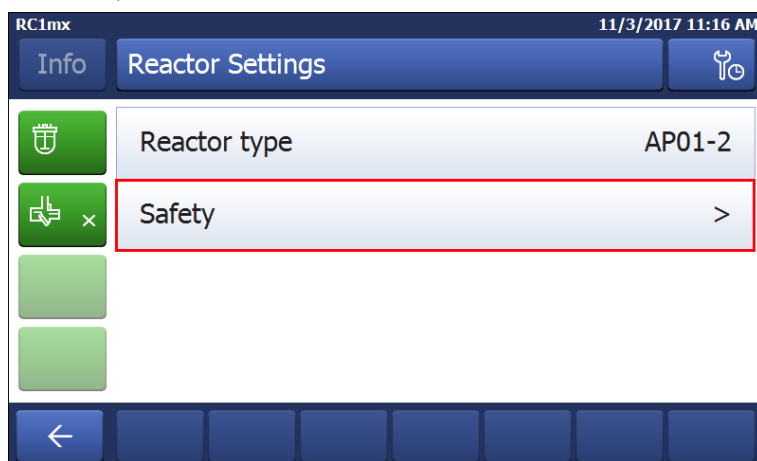 RC1mx 11/3/2017 11:16 AM
Info Reactor Settings
Reactor type AP01-2
Safety >